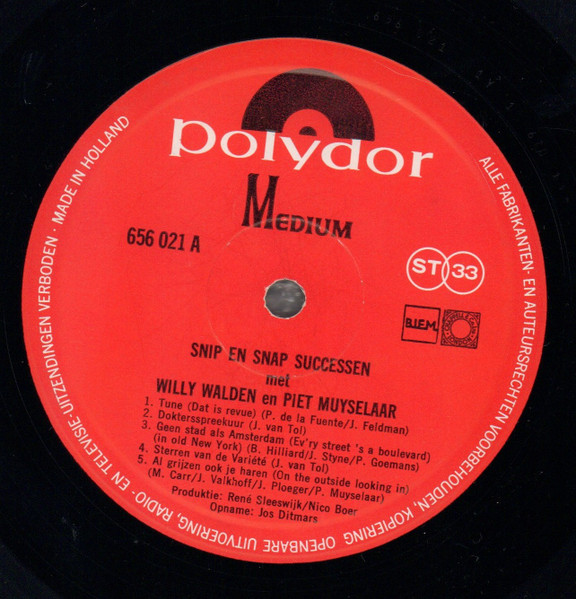 polydor
MEDIUM
656 021 A
ST 33
B.I.E.M.
SNIP EN SNAP SUCCESSEN
met
WILLY WALDEN en PIET MUYSELAAR
1. Tune (Dat is revue) (P. de la Fuente/J. Feldman)
2. Doktersspreekuur (J. van Tol)
3. Geen stad als Amsterdam (Ev'ry street 's a boulevard)
(in old New York) (B. Hilliard/J. Styne/P. Goemans)
4. Sterren van de Variété (J. van Tol)
5. Al grijzen ook je haren (On the outside looking in)
(M. Carr/J. Valkhoff/J. Ploeger/P. Muyselaar)
Produktie: René Sleeswijk/Nico Boer
Opname: Jos Ditmars
ALLE FABRIKANTEN- EN AUTEURSRECHTEN VOORBEHOUDEN, KOPIERING, OPENBARE UITVOERING, RADIO- EN TELEVISIE-UITZENDINGEN VERBODEN · MADE IN HOLLAND